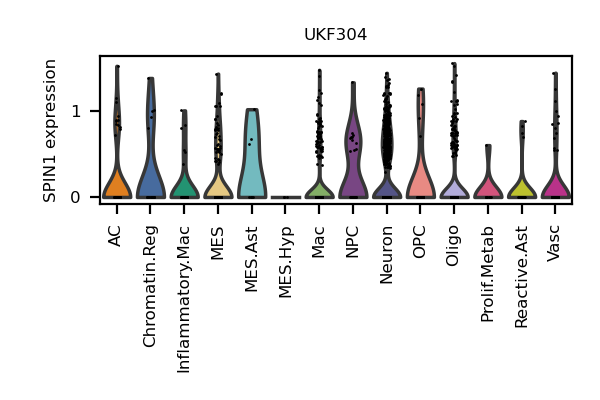 UKF304
SPIN1 expression
1
0
AC
Chromatin.Reg
Inflammatory.Mac
MES
MES.Ast
MES.Hyp
Mac
NPC
Neuron
OPC
Oligo
Prolif.Metab
Reactive.Ast
Vasc